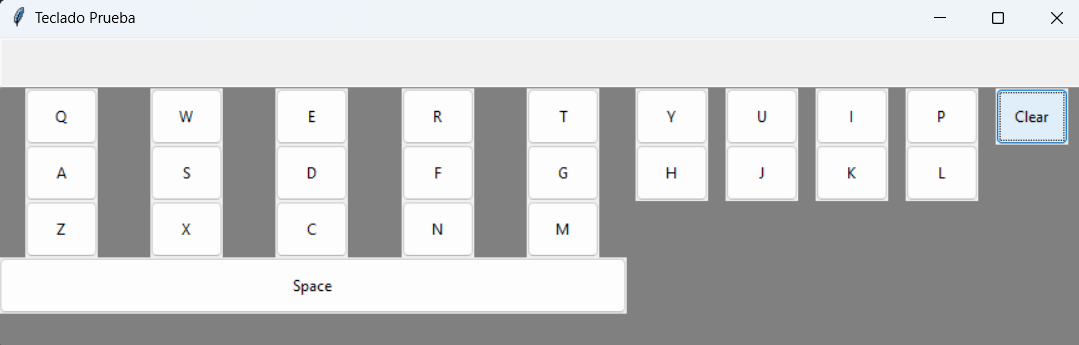 Teclado Prueba
Q W E R T Y U I P Clear
A S D F G H J K L
Z X C N M
Space